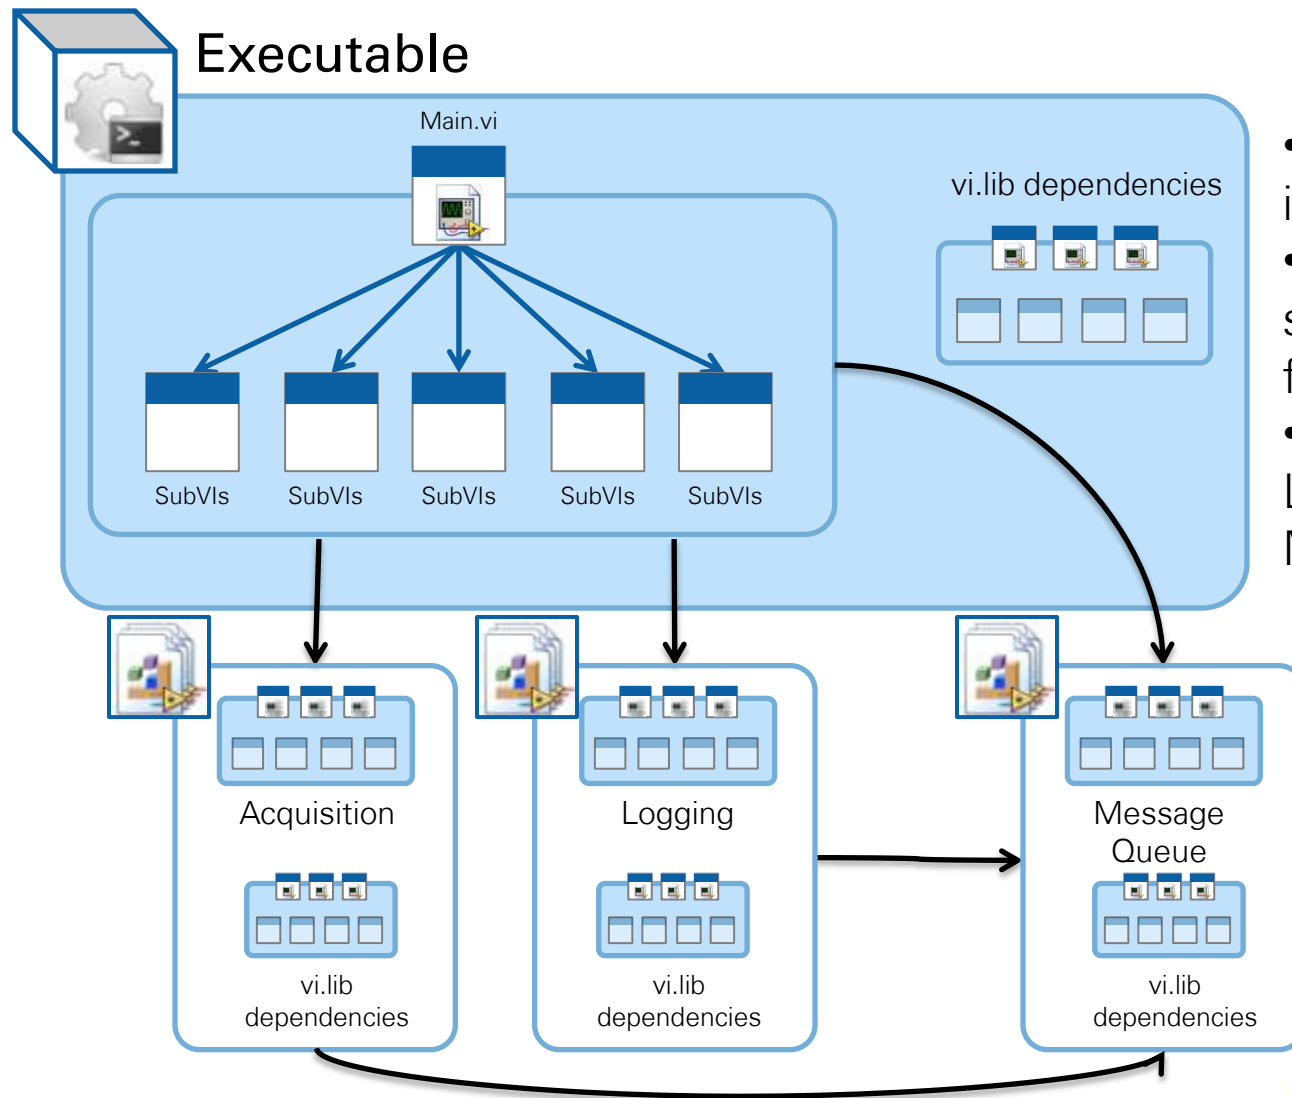 Executable
Main.vi
vi.lib dependencies
SubVIs SubVIs SubVIs SubVIs SubVIs
Acquisition
Logging
Message
Queue
vi.lib
dependencies
vi.lib
dependencies
vi.lib
dependencies